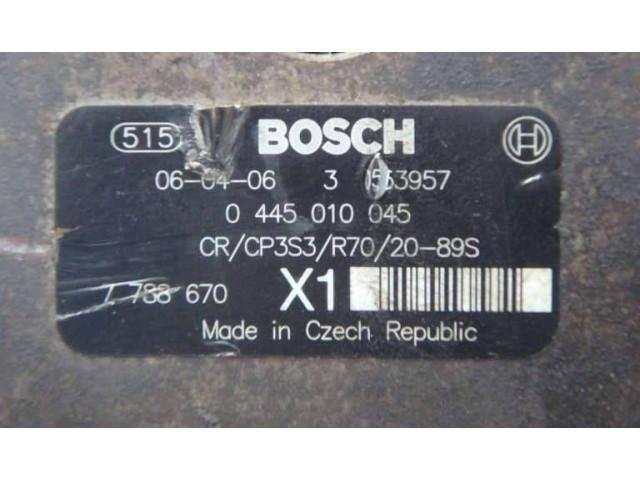 515 BOSCH
06-04-06 3
0 445 010 045
CR/CP3S3/R70/20-89S
788 670 X1
Made in Czech Republic